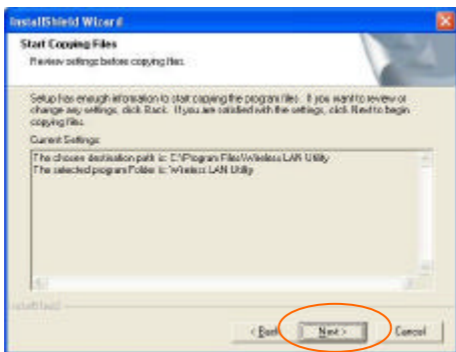 InstallShield Wizard
Start Copying Files
Review settings before copying files.
Setup has enough information to start copying the program files. If you want to review or
change any settings, click Back. If you are satisfied with the settings, click Next to begin
copying files.
Current Settings:
The chosen destination path is: C:\Program Files\Wireless LAN Utility
The selected program Folder is: Wireless LAN Utility
InstallShield
< Back Next > Cancel